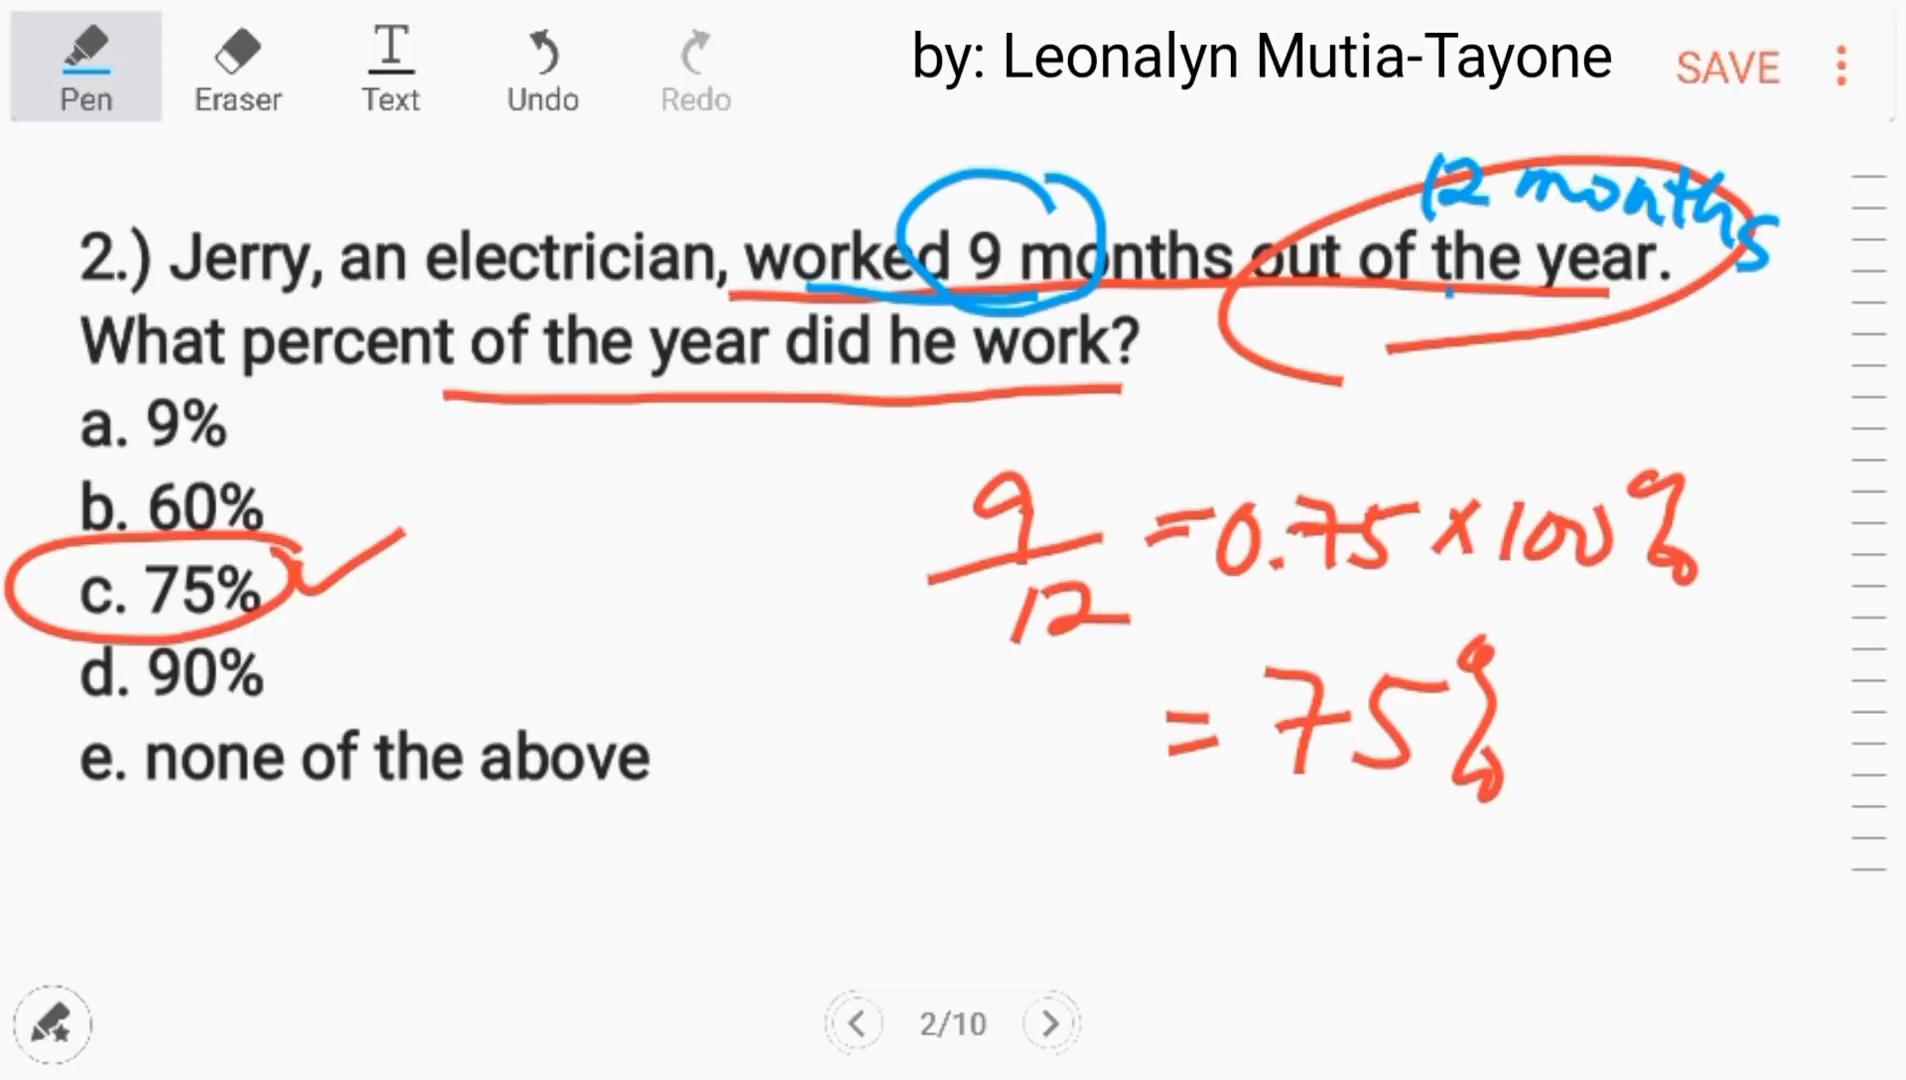 Pen Eraser Text Undo Redo by: Leonalyn Mutia-Tayone SAVE
12 months
2.) Jerry, an electrician, worked 9 months out of the year.
What percent of the year did he work?
a. 9%
b. 60%
c. 75%
d. 90%
e. none of the above
9/12 = 0.75 x 100%
= 75%
2/10